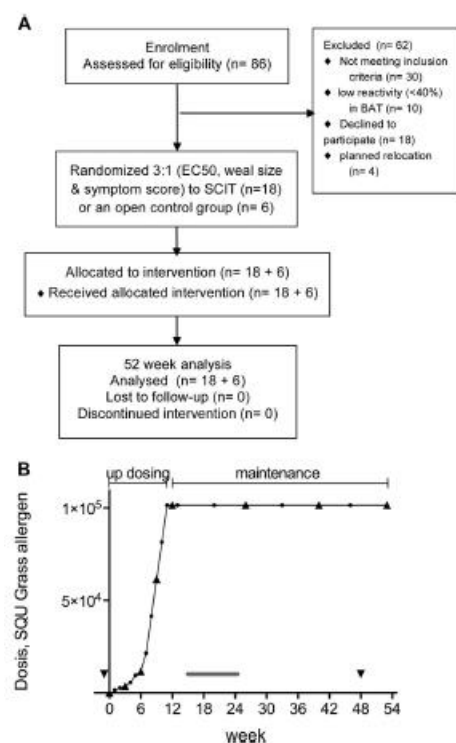 A
Enrolment
Assessed for eligibility (n= 86)
Excluded (n= 62)
♦ Not meeting inclusion
criteria (n= 30)
♦ low reactivity (<40%)
in BAT (n= 10)
♦ Declined to
participate (n= 18)
♦ planned relocation
(n= 4)
Randomized 3:1 (EC50, weal size
& symptom score) to SCIT (n=18)
or an open control group
(n= 6)
Allocated to intervention (n= 18 + 6)
♦ Received allocated intervention (n= 18 + 6)
52 week analysis
Analysed (n= 18 + 6)
Lost to follow-up (n= 0)
Discontinued intervention (n= 0)
B
up dosing maintenance
Dosis, SQU Grass allergen
1×10⁵
5×10⁴
0 6 12 18 24 30 36 42 48 54
week